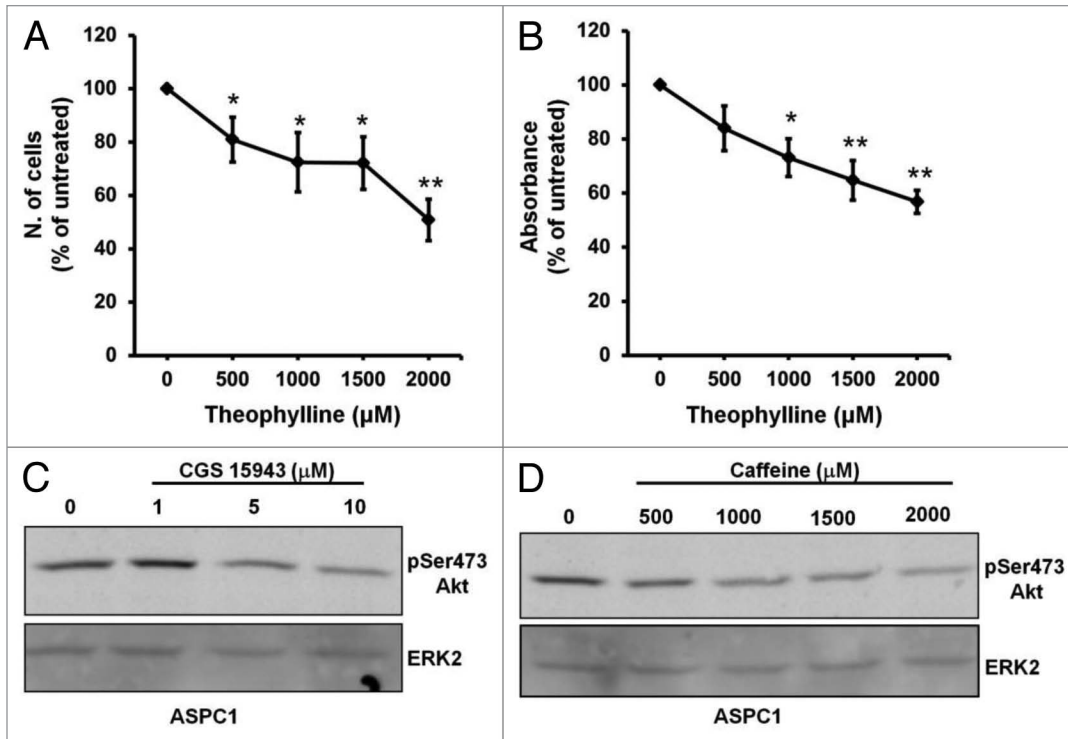 A
120
100
80
60
40
20
0
N. of cells
(% of untreated)
*
*
*
**
0 500 1000 1500 2000
Theophylline (µM)
B
120
100
80
60
40
20
0
Absorbance
(% of untreated)
*
**
**
0 500 1000 1500 2000
Theophylline (µM)
C
CGS 15943 (μM)
0 1 5 10
pSer473
Akt
ERK2
ASPC1
D
Caffeine (μM)
0 500 1000 1500 2000
pSer473
Akt
ERK2
ASPC1